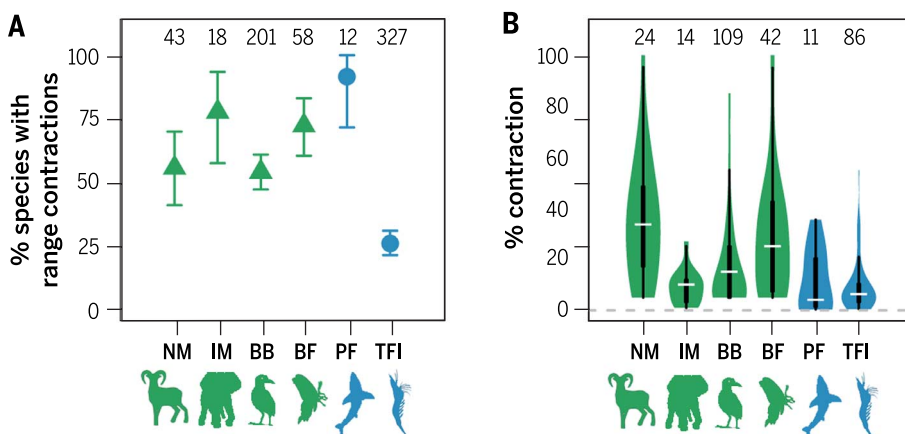 A
43 18 201 58 12 327
100
75
50
25
0
% species with
range contractions
NM IM BB BF PF TFI
B
24 14 109 42 11 86
100
80
60
40
20
0
% contraction
NM IM BB BF PF TFI